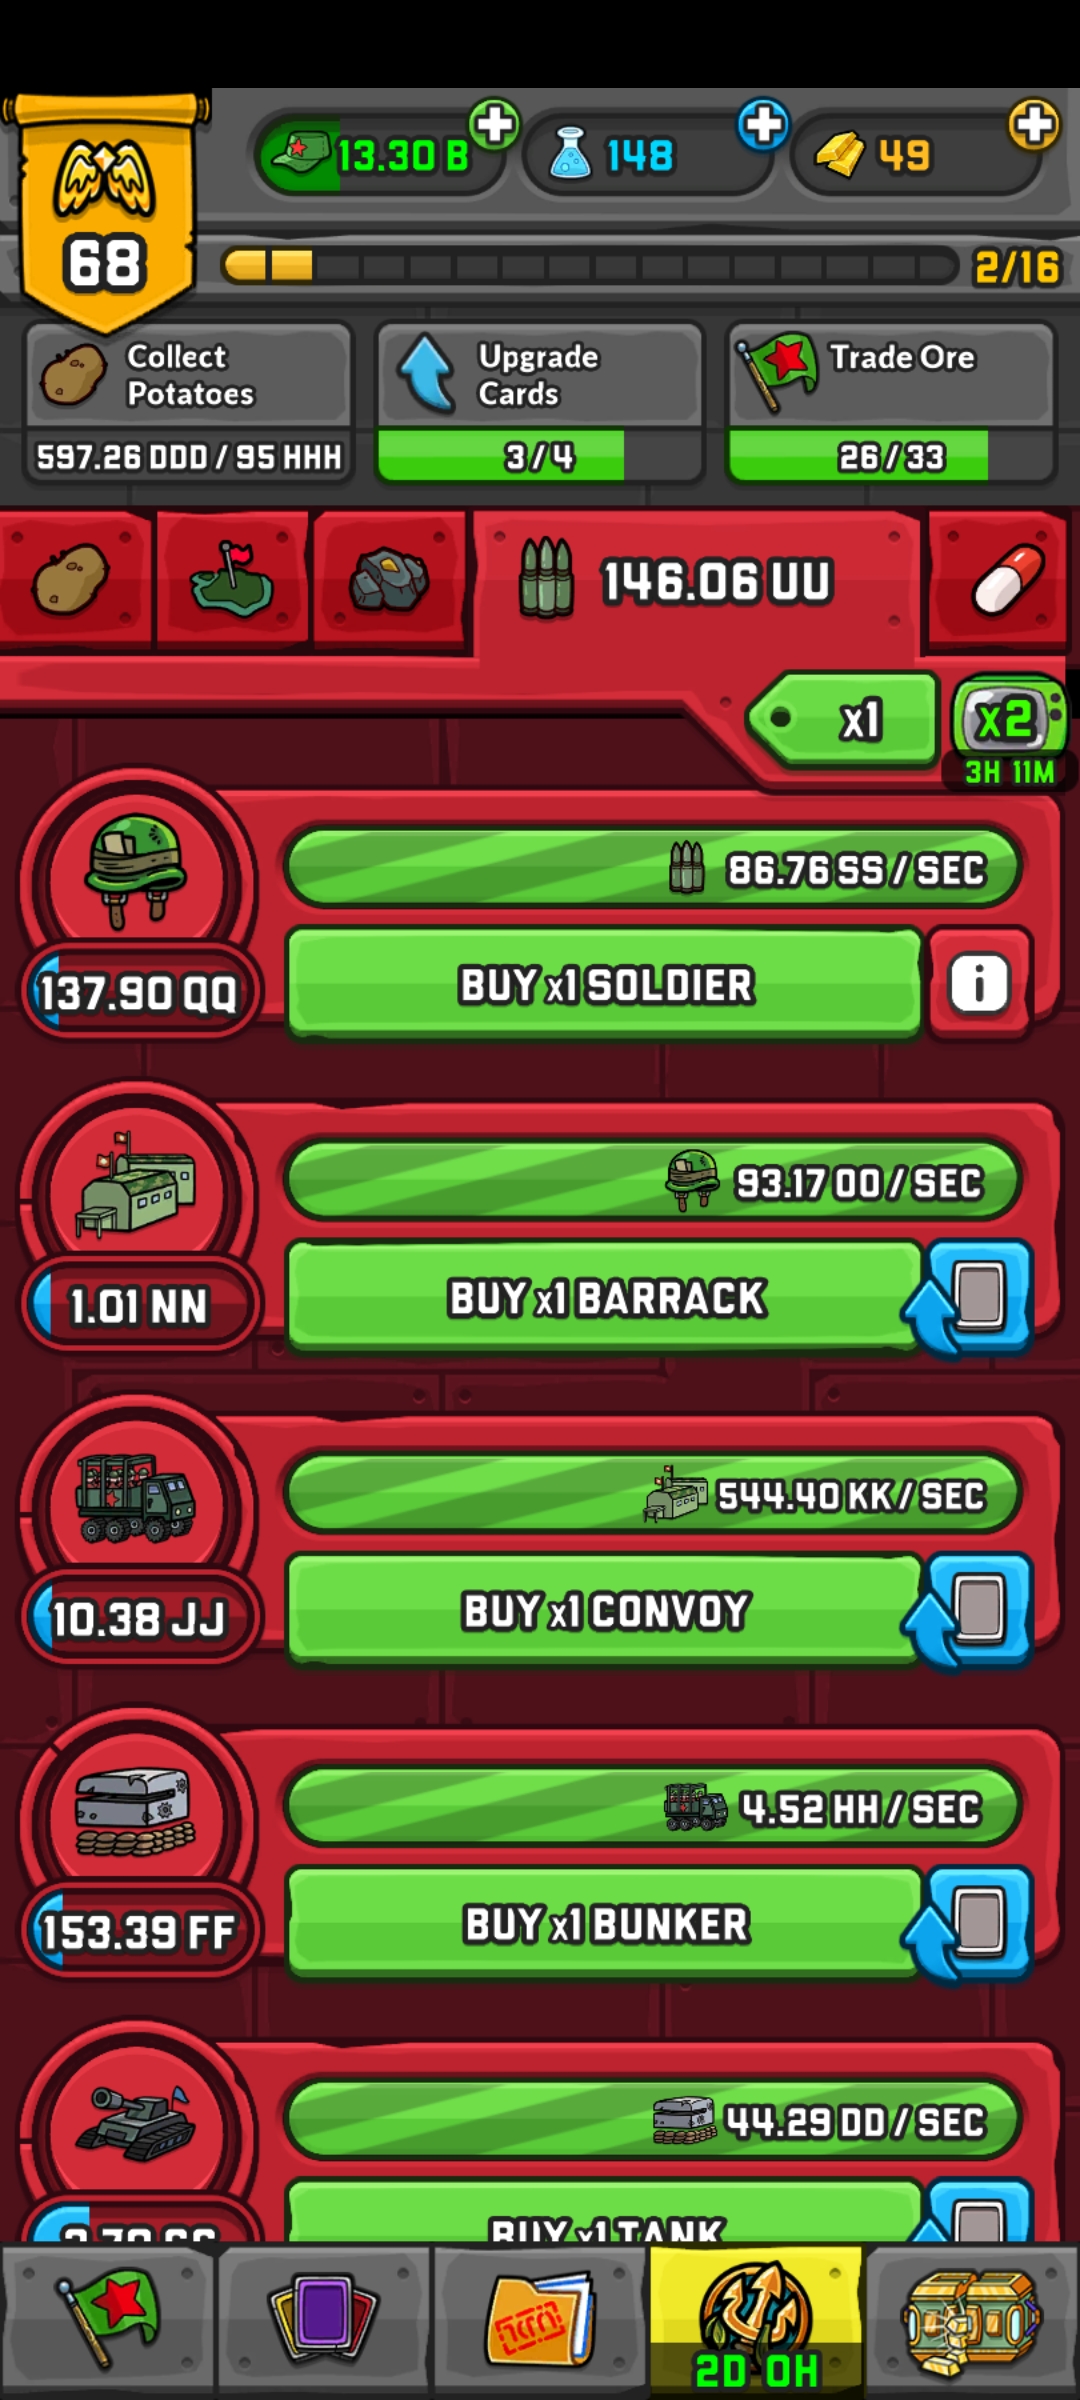 13.30 B
148
49
68
2/16
Collect
Potatoes
597.26 DDD / 95 HHH
Upgrade
Cards
3/4
Trade Ore
26/33
146.06 UU
x1
x2
3H 11M
86.76 SS / SEC
137.90 QQ
BUY x1 SOLDIER
i
93.17 OO / SEC
1.01 NN
BUY x1 BARRACK
544.40 KK / SEC
10.38 JJ
BUY x1 CONVOY
4.52 HH / SEC
153.39 FF
BUY x1 BUNKER
44.29 DD / SEC
BUY x1 TANK
2D 0H